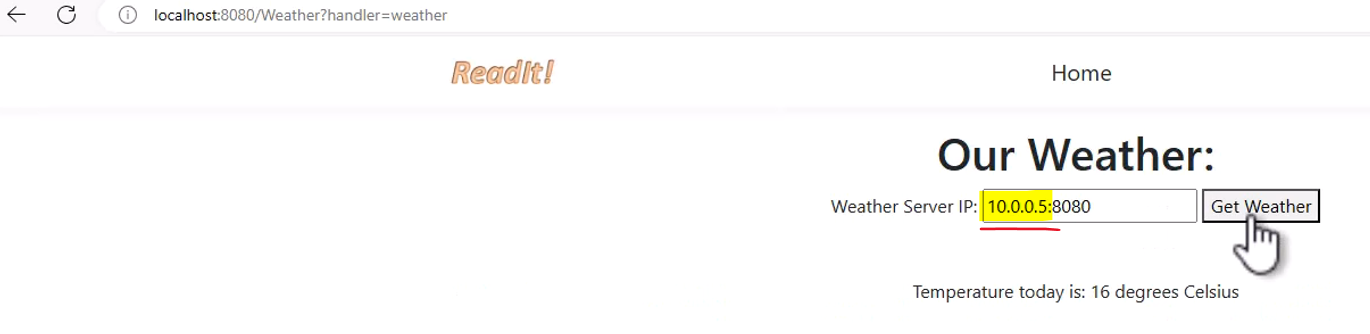 localhost:8080/Weather?handler=weather
ReadIt! Home
Our Weather:
Weather Server IP: 10.0.0.5:8080 Get Weather
Temperature today is: 16 degrees Celsius